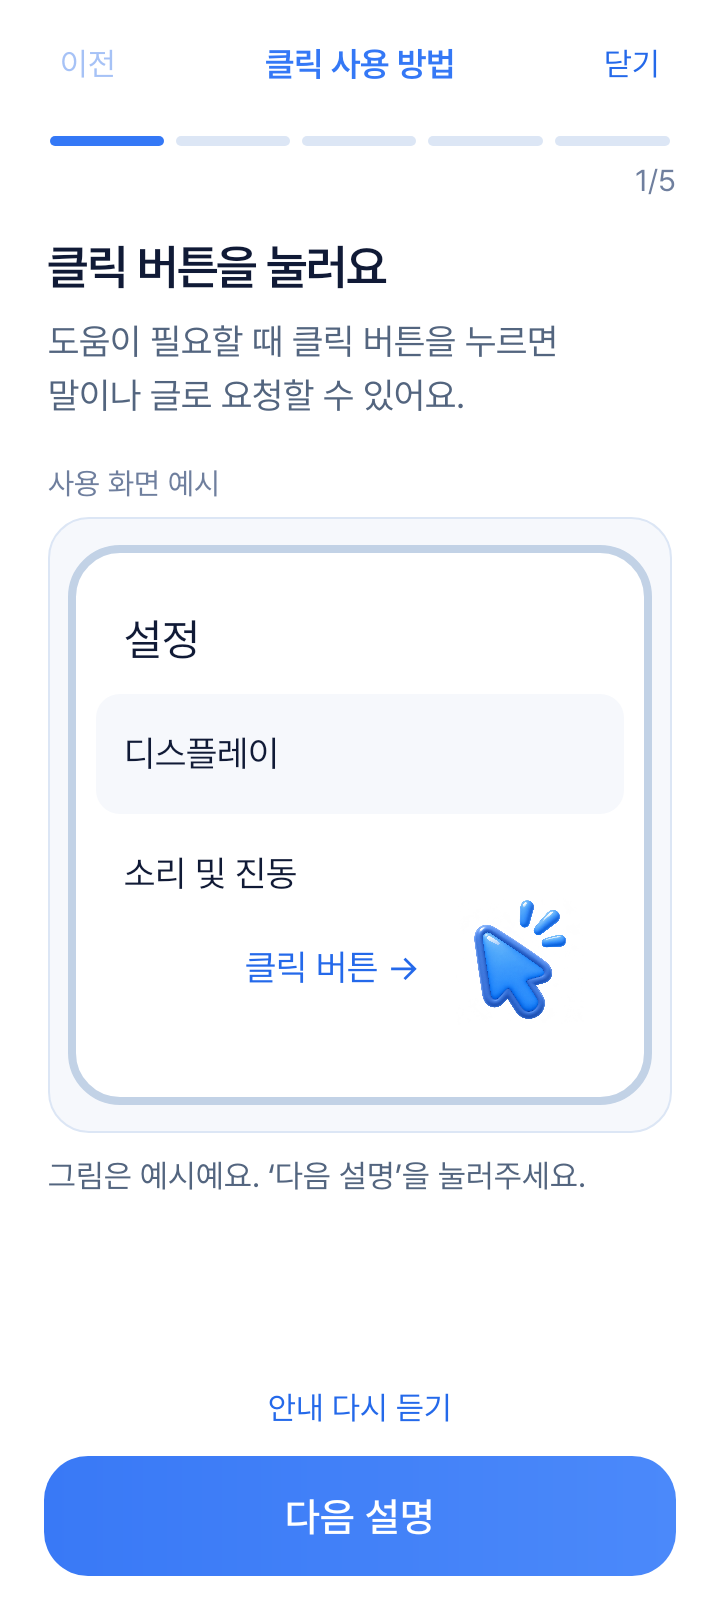 이전
클릭 사용 방법
닫기
1/5
클릭 버튼을 눌러요
도움이 필요할 때 클릭 버튼을 누르면
말이나 글로 요청할 수 있어요.
사용 화면 예시
설정
디스플레이
소리 및 진동
클릭 버튼 →
그림은 예시예요. ‘다음 설명’을 눌러주세요.
안내 다시 듣기
다음 설명